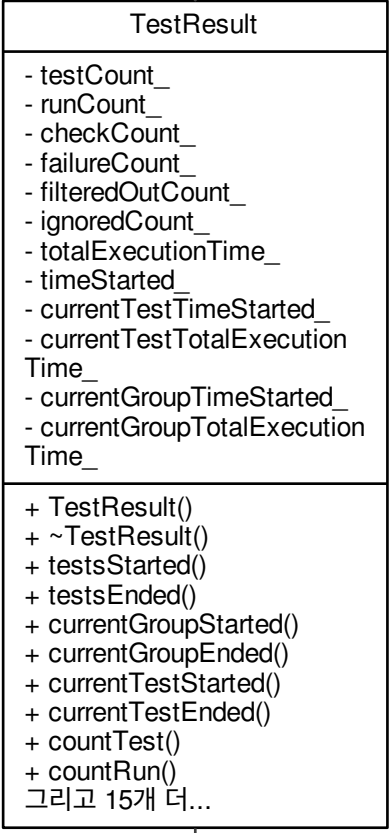 TestResult
- testCount_
- runCount_
- checkCount_
- failureCount_
- filteredOutCount_
- ignoredCount_
- totalExecutionTime_
- timeStarted_
- currentTestTimeStarted_
- currentTestTotalExecution
Time_
- currentGroupTimeStarted_
- currentGroupTotalExecution
Time_
+ TestResult()
+ ~TestResult()
+ testsStarted()
+ testsEnded()
+ currentGroupStarted()
+ currentGroupEnded()
+ currentTestStarted()
+ currentTestEnded()
+ countTest()
+ countRun()
그리고 15개 더...